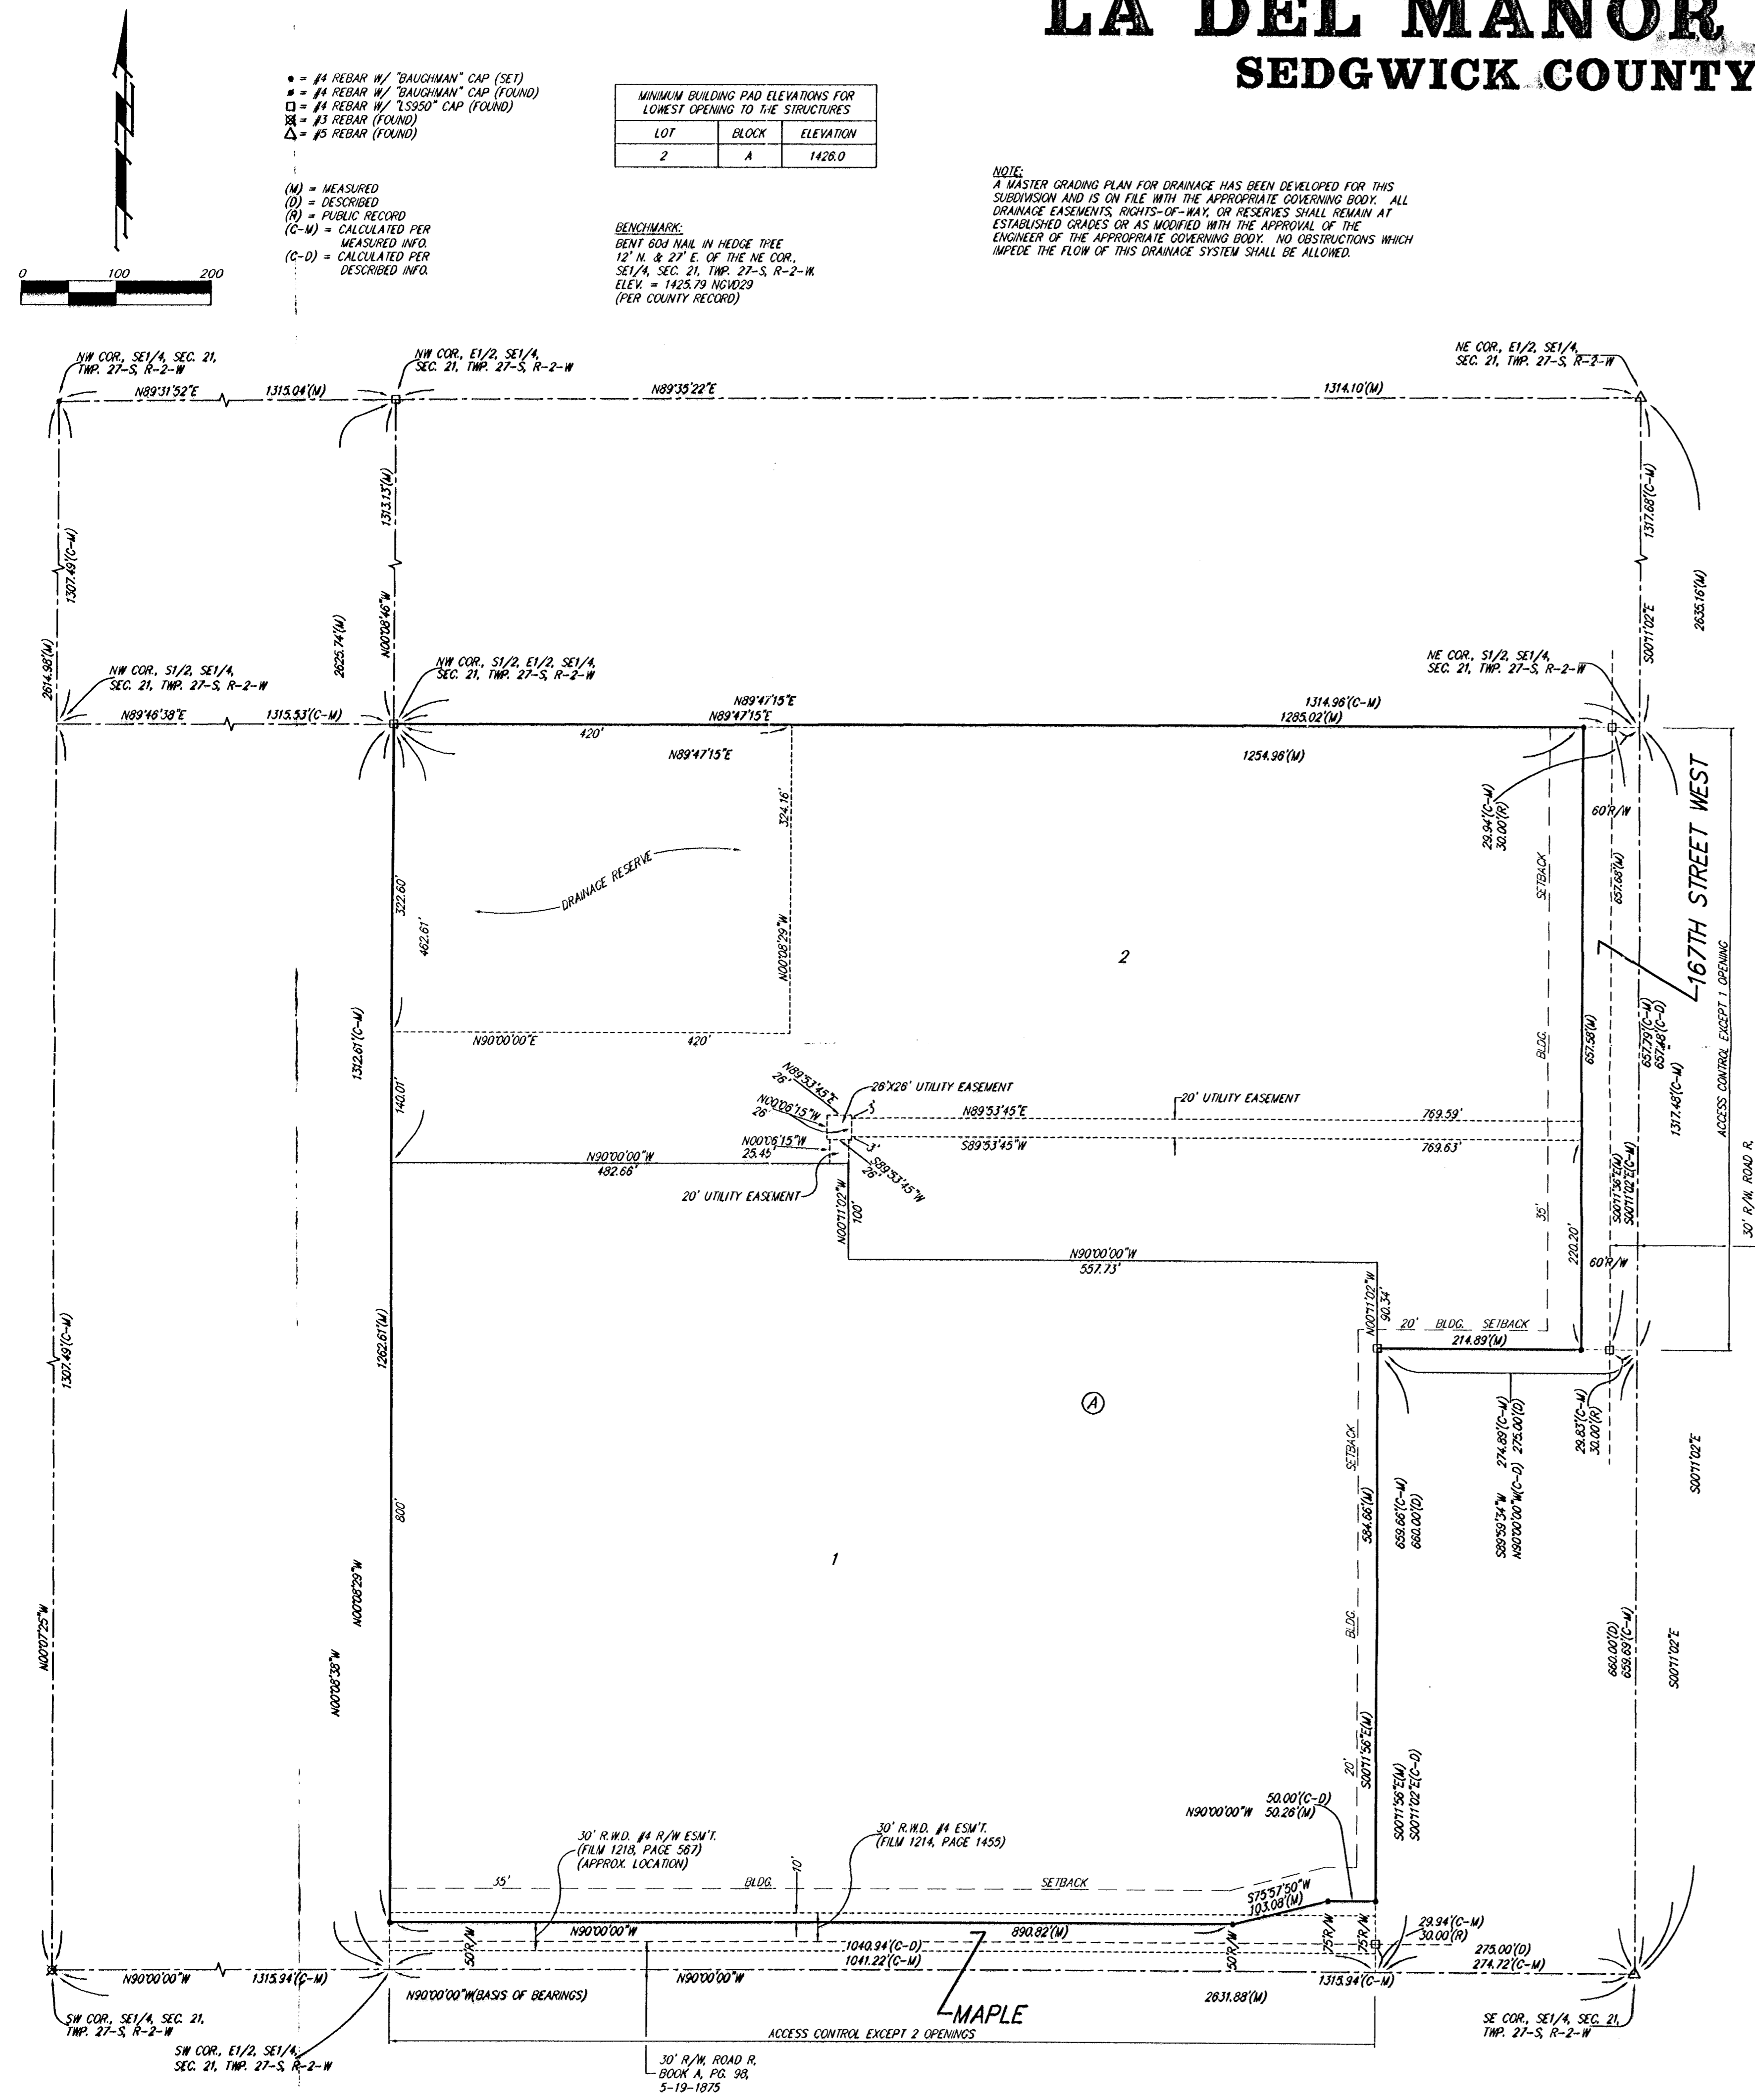 LA DEL MANOR
SEDGWICK COUNTY
● = #4 REBAR W/ "BAUGHMAN" CAP (SET)
= #4 REBAR W/ "BAUGHMAN" CAP (FOUND)
□ = #4 REBAR W/ "LS950" CAP (FOUND)
= #3 REBAR (FOUND)
△ = #5 REBAR (FOUND)
(M) = MEASURED
(D) = DESCRIBED
(R) = PUBLIC RECORD
(C-M) = CALCULATED PER
MEASURED INFO.
(C-D) = CALCULATED PER
DESCRIBED INFO.
0 100 200
MINIMUM BUILDING PAD ELEVATIONS FOR
LOWEST OPENING TO THE STRUCTURES
LOT BLOCK ELEVATION
2 A 1426.0
BENCHMARK:
BENT 60d NAIL IN HEDGE TREE
12' N. & 27' E. OF THE NE COR.,
SE1/4, SEC. 21, TWP. 27-S, R-2-W.
ELEV. = 1425.79 NGVD29
(PER COUNTY RECORD)
NOTE:
A MASTER GRADING PLAN FOR DRAINAGE HAS BEEN DEVELOPED FOR THIS
SUBDIVISION AND IS ON FILE WITH THE APPROPRIATE GOVERNING BODY. ALL
DRAINAGE EASEMENTS, RIGHTS-OF-WAY, OR RESERVES SHALL REMAIN AT
ESTABLISHED GRADES OR AS MODIFIED WITH THE APPROVAL OF THE
ENGINEER OF THE APPROPRIATE GOVERNING BODY. NO OBSTRUCTIONS WHICH
IMPEDE THE FLOW OF THIS DRAINAGE SYSTEM SHALL BE ALLOWED.
NW COR., SE1/4, SEC. 21,
TWP. 27-S, R-2-W
NW COR., E1/2, SE1/4,
SEC. 21, TWP. 27-S, R-2-W
NE COR., E1/2, SE1/4,
SEC. 21, TWP. 27-S, R-2-W
N89°31'52"E 1315.04'(M)
N89°35'22"E 1314.10'(M)
1307.49'(C-M)
2614.98'(M)
1313.13'(M)
2625.74'(M)
N00°08'46"W
1317.68'(C-M)
2635.16'(M)
S00°11'02"E
NW COR., S1/2, SE1/4,
SEC. 21, TWP. 27-S, R-2-W
NW COR., S1/2, E1/2, SE1/4,
SEC. 21, TWP. 27-S, R-2-W
NE COR., S1/2, SE1/4,
SEC. 21, TWP. 27-S, R-2-W
N89°46'38"E 1315.53'(C-M)
N89°47'15"E 1314.96'(C-M)
N89°47'15"E 1285.02'(M)
420'
N89°47'15"E 1254.96'(M)
324.16'
N00°08'29"W
DRAINAGE RESERVE
322.60'
462.61'
1312.61'(C-M)
140.01'
N90°00'00"E 420'
2
29.94'(C-M)
30.00'(R)
60'R/W
657.68'(M)
SETBACK
BLDG.
35'
167TH STREET WEST
657.58'(M)
657.79'(C-M)
657.48'(C-D)
1317.48'(C-M)
ACCESS CONTROL EXCEPT 1 OPENING
30' R/W, ROAD R,
S00°11'36"E(M)
S00°11'02"E(C-M)
220.20'
60'R/W
N89°53'45"E
26'
N00°06'15"W
26'
26'X26' UTILITY EASEMENT
3'
N89°53'45"E 769.59'
20' UTILITY EASEMENT
S89°53'45"W 769.63'
N00°06'15"W
25.45'
3'
S89°53'45"W
26'
N90°00'00"W
482.66'
20' UTILITY EASEMENT
N00°11'02"W
100'
N90°00'00"W
557.73'
N00°11'02"W
90.34'
20' BLDG. SETBACK
214.89'(M)
1262.61'(M)
1307.49'(C-M)
A
800'
1
SETBACK
BLDG.
20'
584.66'(M)
S00°11'56"E(M)
659.66'(C-M)
660.00'(D)
S89°59'34"W 274.89'(C-M)
N90°00'00"W(C-D) 275.00'(D)
29.83'(C-M)
30.00'(R)
S00°11'02"E
660.00'(D)
659.69'(C-M)
S00°11'02"E
N00°07'25"W
N00°08'29"W
N00°08'38"W
S00°11'56"E(M)
S00°11'02"E(C-D)
50.00'(C-D)
N90°00'00"W 50.26'(M)
30' R.W.D. #4 R/W ESM'T.
(FILM 1218, PAGE 567)
(APPROX. LOCATION)
30' R.W.D. #4 ESM'T.
(FILM 1214, PAGE 1455)
35' BLDG. SETBACK
10'
S75°57'50"W
103.08'(M)
N90°00'00"W 890.82'(M)
50'R/W
50'R/W
75'R/W
75'R/W
29.94'(C-M)
30.00'(R)
1040.94'(C-D)
1041.22'(C-M)
275.00'(D)
274.72'(C-M)
N90°00'00"W 1315.94'(C-M)
N90°00'00"W
1315.94'(C-M)
N90°00'00"W(BASIS OF BEARINGS)
2631.88'(M)
MAPLE
ACCESS CONTROL EXCEPT 2 OPENINGS
SW COR., SE1/4, SEC. 21,
TWP. 27-S, R-2-W
SW COR., E1/2, SE1/4,
SEC. 21, TWP. 27-S, R-2-W
SE COR., SE1/4, SEC. 21,
TWP. 27-S, R-2-W
30' R/W, ROAD R,
BOOK A, PG. 98,
5-19-1875